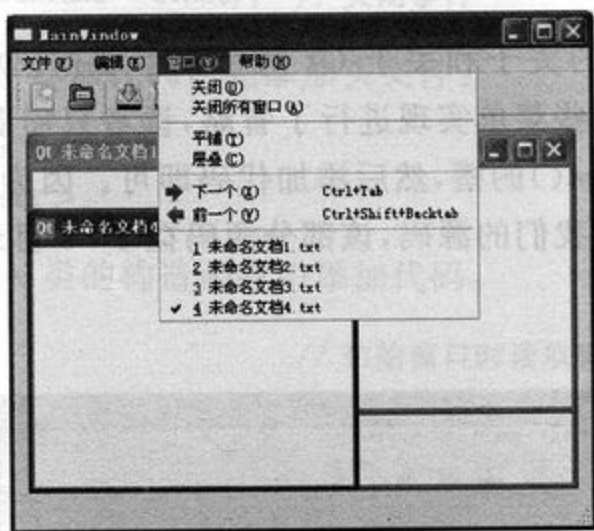 MainWindow
文件(F) 编辑(E) 窗口(W) 帮助(H)
关闭(O)
关闭所有窗口(A)
平铺(T)
层叠(C)
下一个(X) Ctrl+Tab
前一个(V) Ctrl+Shift+Backtab
1 未命名文档1.txt
2 未命名文档2.txt
3 未命名文档3.txt
✓ 4 未命名文档4.txt
Qt 未命名文档1
Qt 未命名文档4